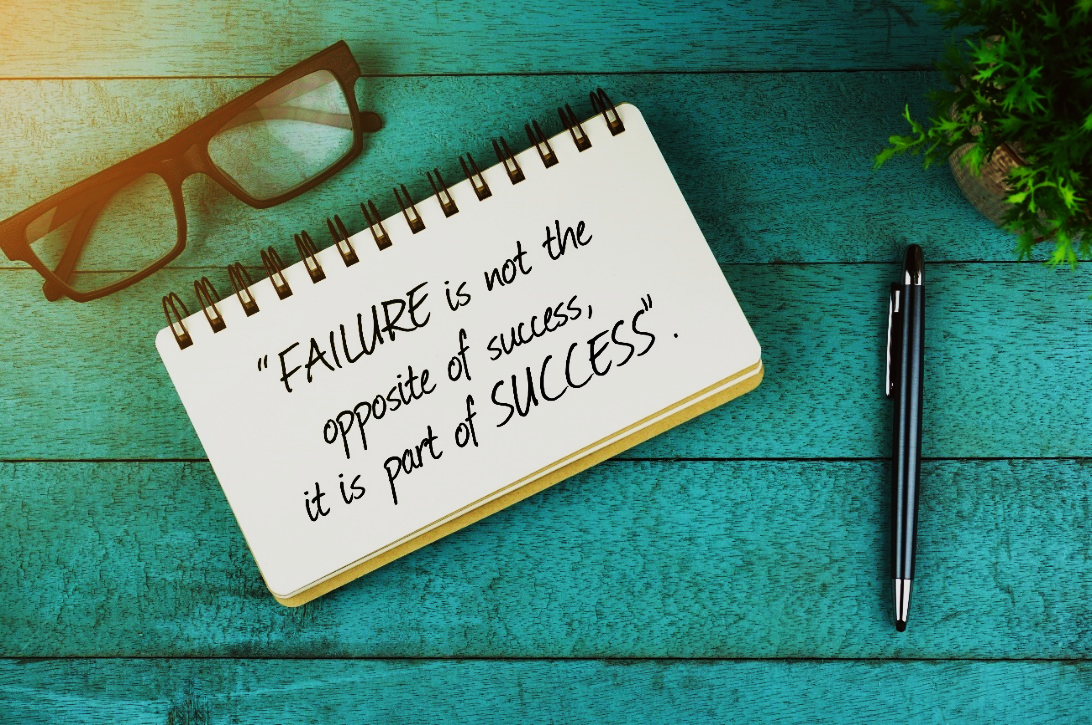 "FAILURE is not the
opposite of success,
it is part of SUCCESS".